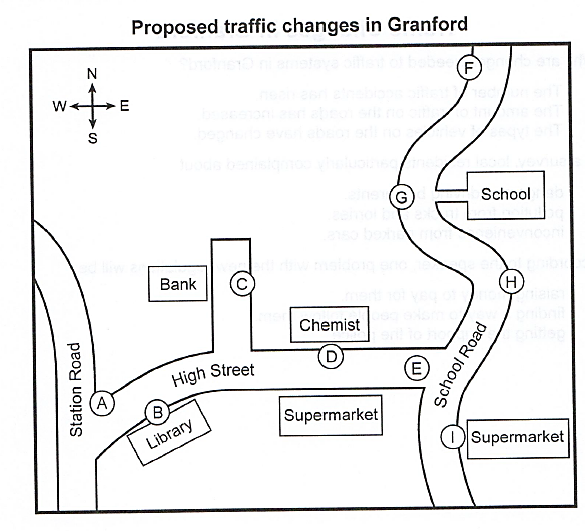 Proposed traffic changes in Granford
N
W E
S
F
School
G
H
Bank
C
Chemist
D
E
High Street
School Road
Station Road
A
B
Library
Supermarket
I
Supermarket